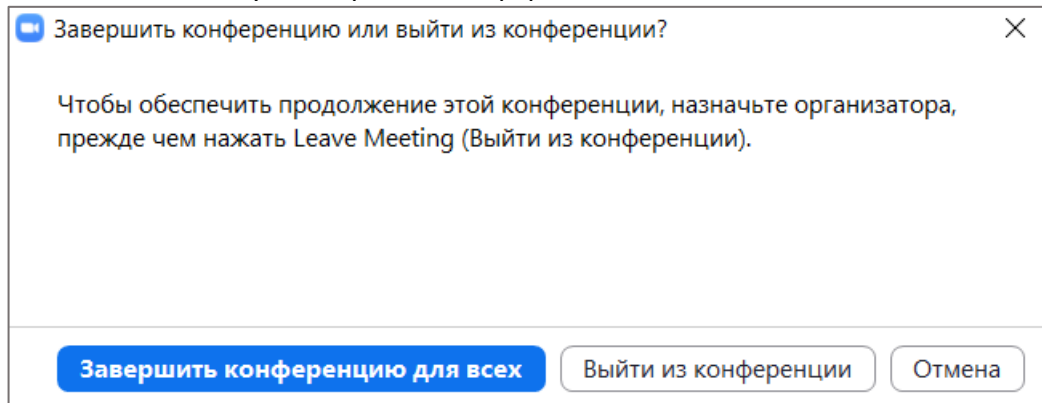 Завершить конференцию или выйти из конференции?
Чтобы обеспечить продолжение этой конференции, назначьте организатора,
прежде чем нажать Leave Meeting (Выйти из конференции).
Завершить конференцию для всех
Выйти из конференции
Отмена